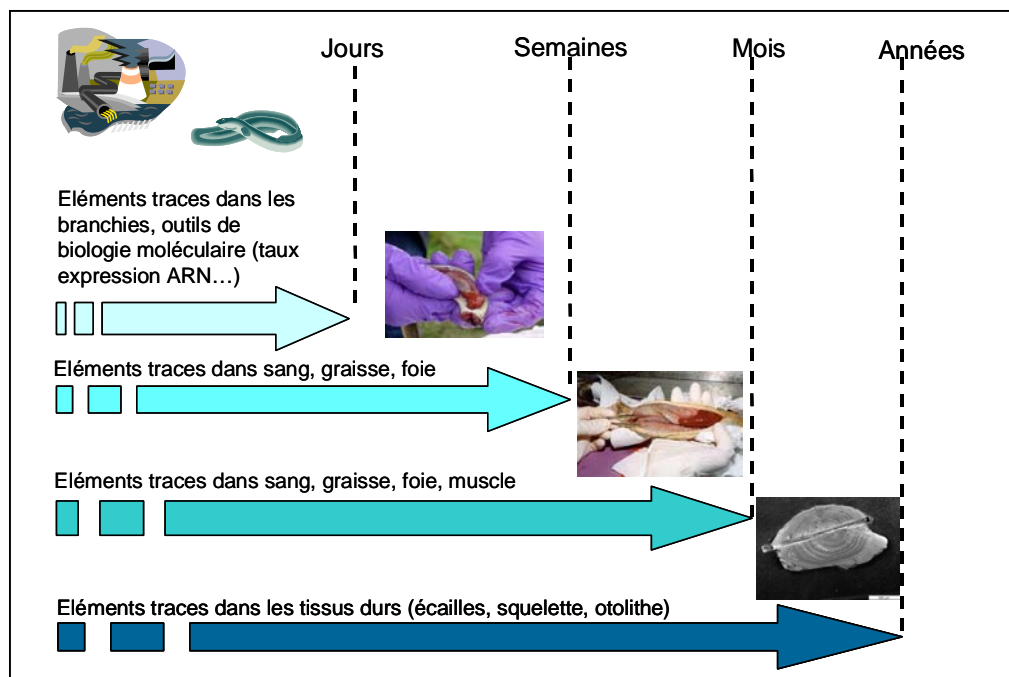 Jours Semaines Mois Années
Eléments traces dans les
branchies, outils de
biologie moléculaire (taux
expression ARN…)
Eléments traces dans sang, graisse, foie
Eléments traces dans sang, graisse, foie, muscle
Eléments traces dans les tissus durs (écailles, squelette, otolithe)